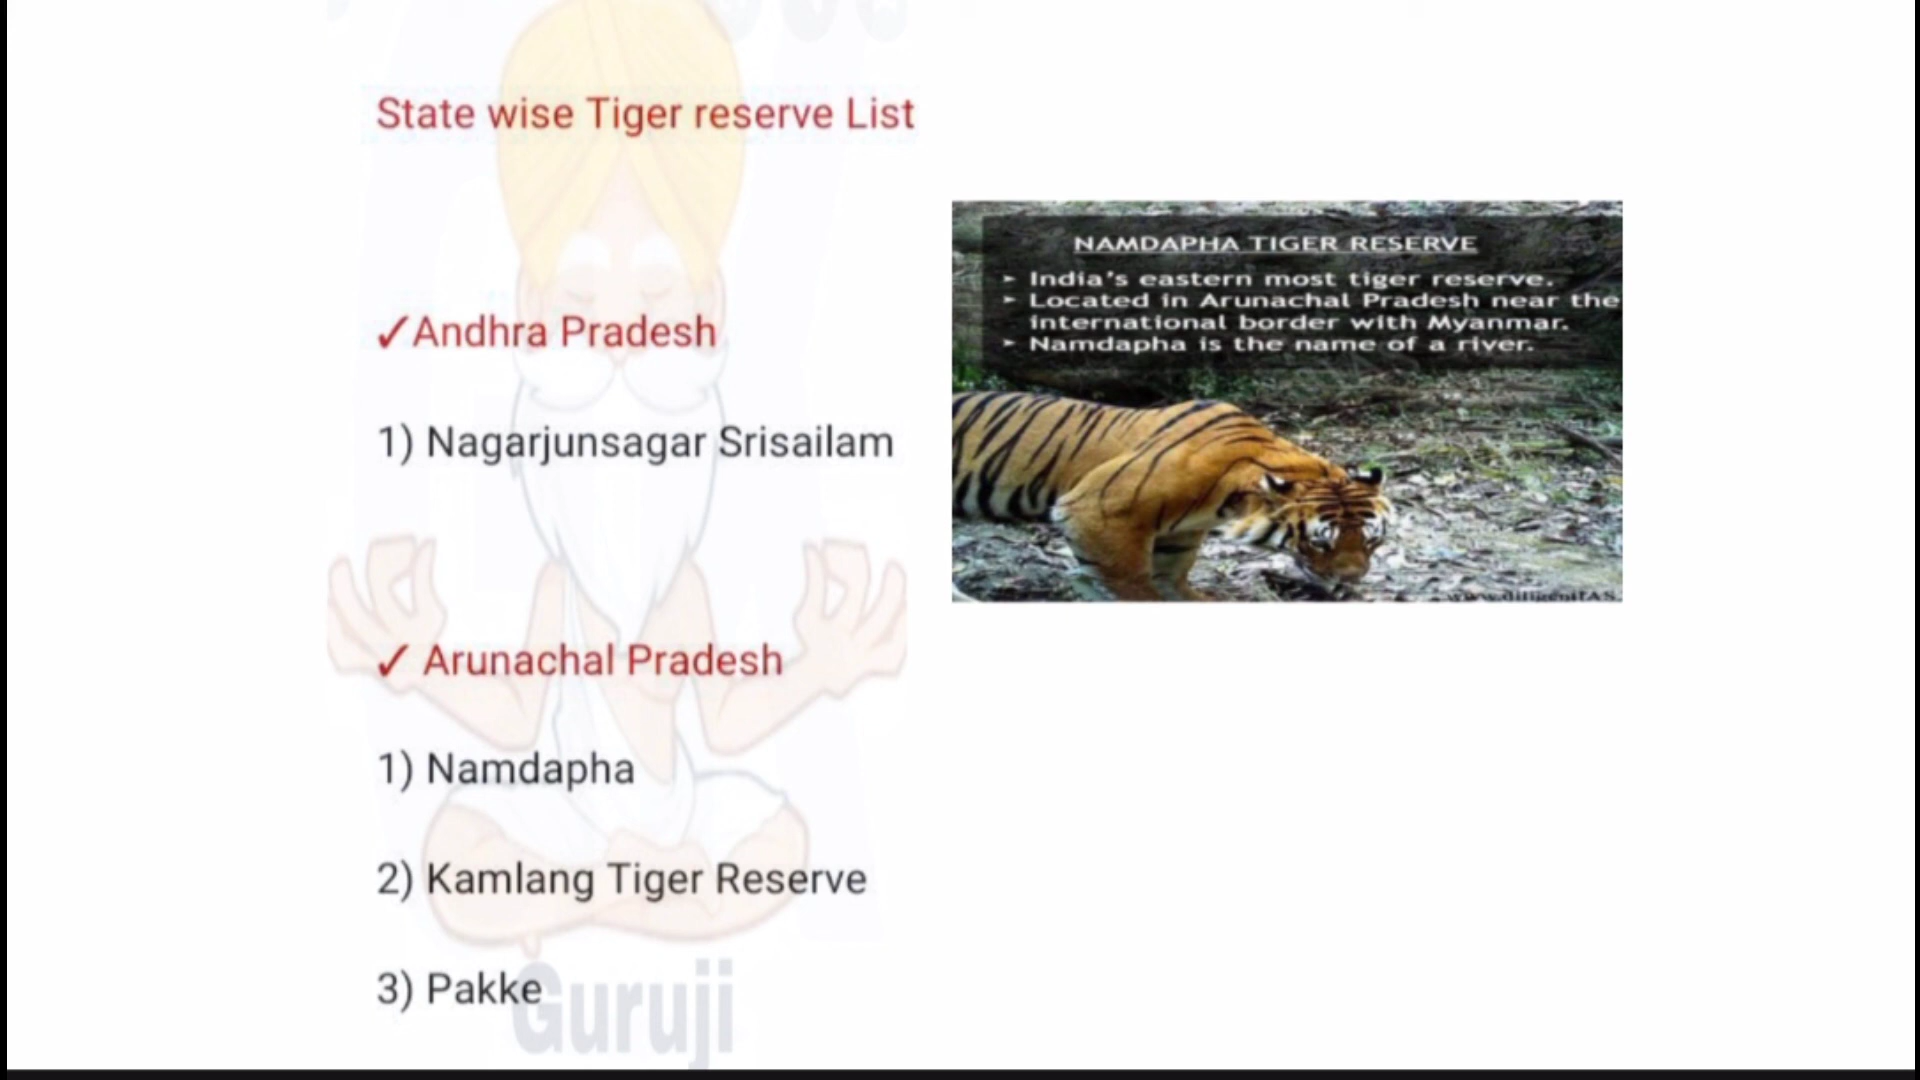 State wise Tiger reserve List
✓Andhra Pradesh
1) Nagarjunsagar Srisailam
✓ Arunachal Pradesh
1) Namdapha
2) Kamlang Tiger Reserve
3) Pakke
Guruji
NAMDAPHA TIGER RESERVE
➢ India's eastern most tiger reserve.
➢ Located in Arunachal Pradesh near the
international border with Myanmar.
➢ Namdapha is the name of a river.